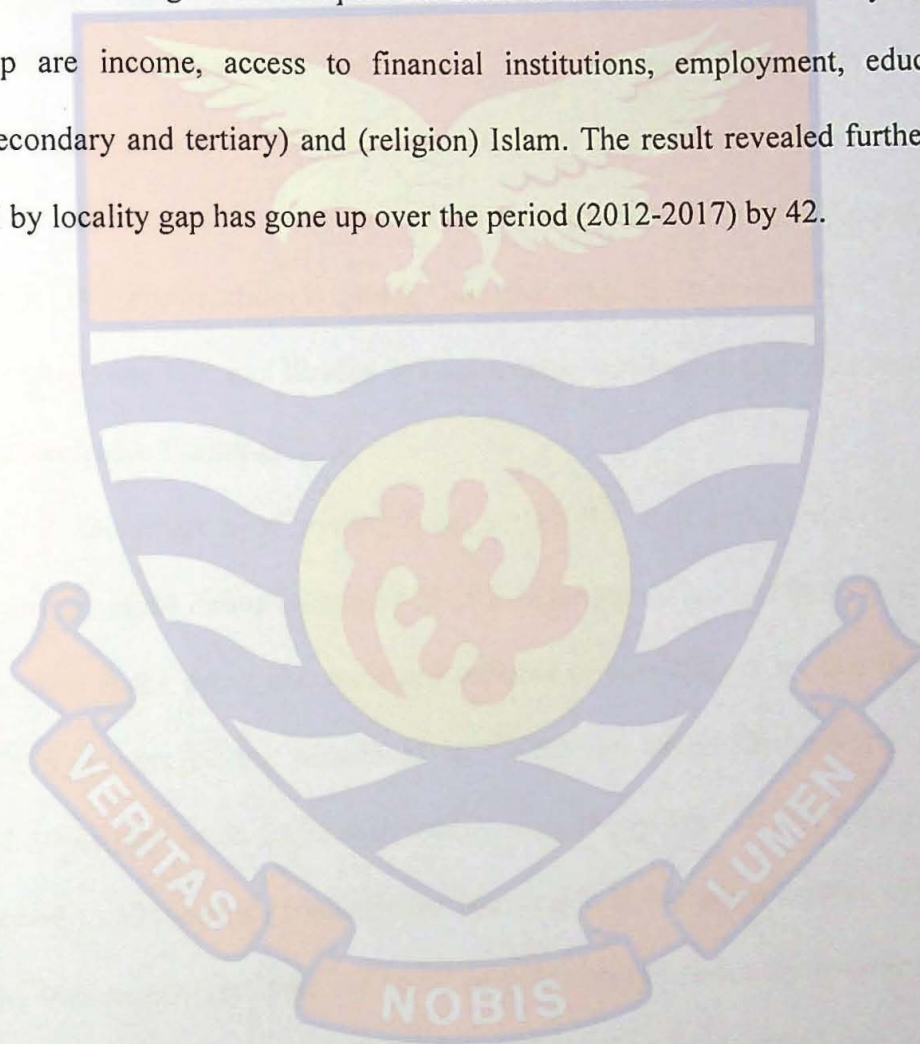 p are income, access to financial institutions, employment, educ
econdary and tertiary) and (religion) Islam. The result revealed furthe
by locality gap has gone up over the period (2012-2017) by 42.
VERITAS
NOBIS
LUMEN